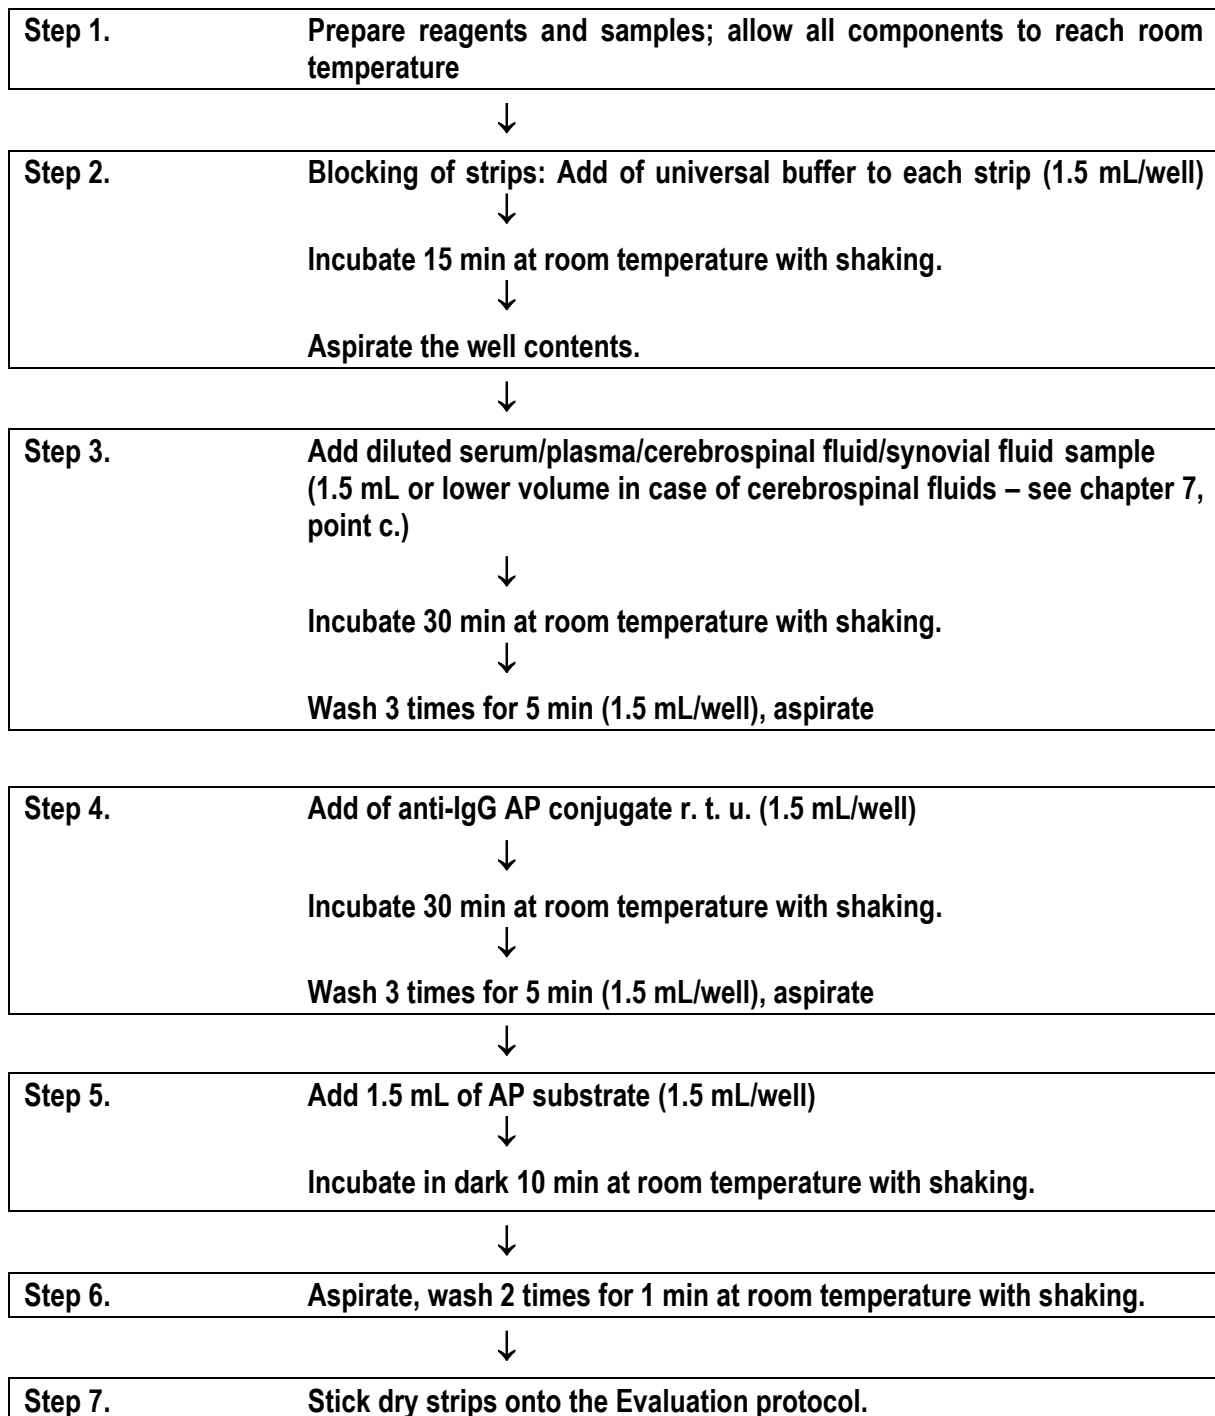 Step 1. Prepare reagents and samples; allow all components to reach room
temperature
↓
Step 2. Blocking of strips: Add of universal buffer to each strip (1.5 mL/well)
↓
Incubate 15 min at room temperature with shaking.
↓
Aspirate the well contents.
↓
Step 3. Add diluted serum/plasma/cerebrospinal fluid/synovial fluid sample
(1.5 mL or lower volume in case of cerebrospinal fluids – see chapter 7,
point c.)
↓
Incubate 30 min at room temperature with shaking.
↓
Wash 3 times for 5 min (1.5 mL/well), aspirate
Step 4. Add of anti-IgG AP conjugate r. t. u. (1.5 mL/well)
↓
Incubate 30 min at room temperature with shaking.
↓
Wash 3 times for 5 min (1.5 mL/well), aspirate
↓
Step 5. Add 1.5 mL of AP substrate (1.5 mL/well)
↓
Incubate in dark 10 min at room temperature with shaking.
↓
Step 6. Aspirate, wash 2 times for 1 min at room temperature with shaking.
↓
Step 7. Stick dry strips onto the Evaluation protocol.